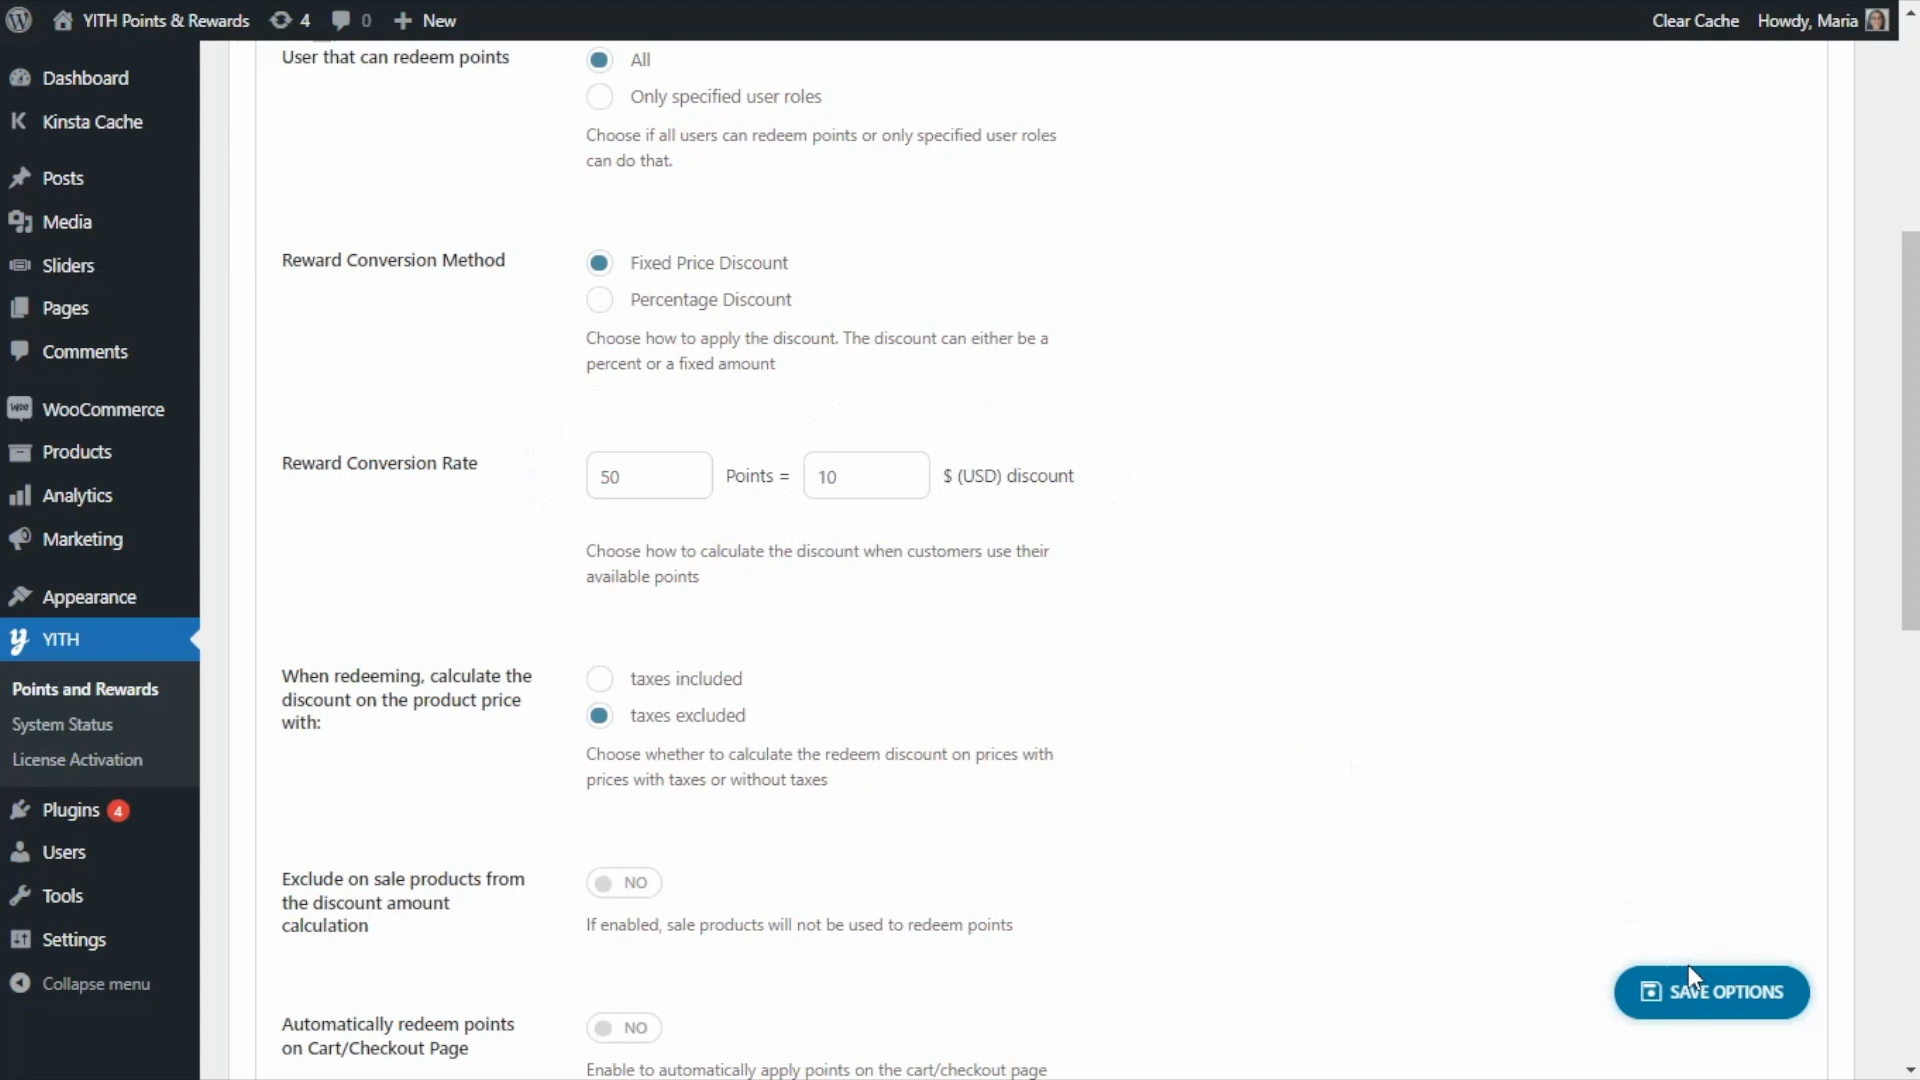 YITH Points & Rewards 4 0 New Clear Cache Howdy, Maria
Dashboard
Kinsta Cache
Posts
Media
Sliders
Pages
Comments
WooCommerce
Products
Analytics
Marketing
Appearance
YITH
Points and Rewards
System Status
License Activation
Plugins 4
Users
Tools
Settings
Collapse menu
User that can redeem points
All
Only specified user roles
Choose if all users can redeem points or only specified user roles
can do that.
Reward Conversion Method
Fixed Price Discount
Percentage Discount
Choose how to apply the discount. The discount can either be a
percent or a fixed amount
Reward Conversion Rate
50 Points = 10 $ (USD) discount
Choose how to calculate the discount when customers use their
available points
When redeeming, calculate the
discount on the product price
with:
taxes included
taxes excluded
Choose whether to calculate the redeem discount on prices with
prices with taxes or without taxes
Exclude on sale products from
the discount amount
calculation
NO
If enabled, sale products will not be used to redeem points
Automatically redeem points
on Cart/Checkout Page
NO
Enable to automatically apply points on the cart/checkout page
SAVE OPTIONS